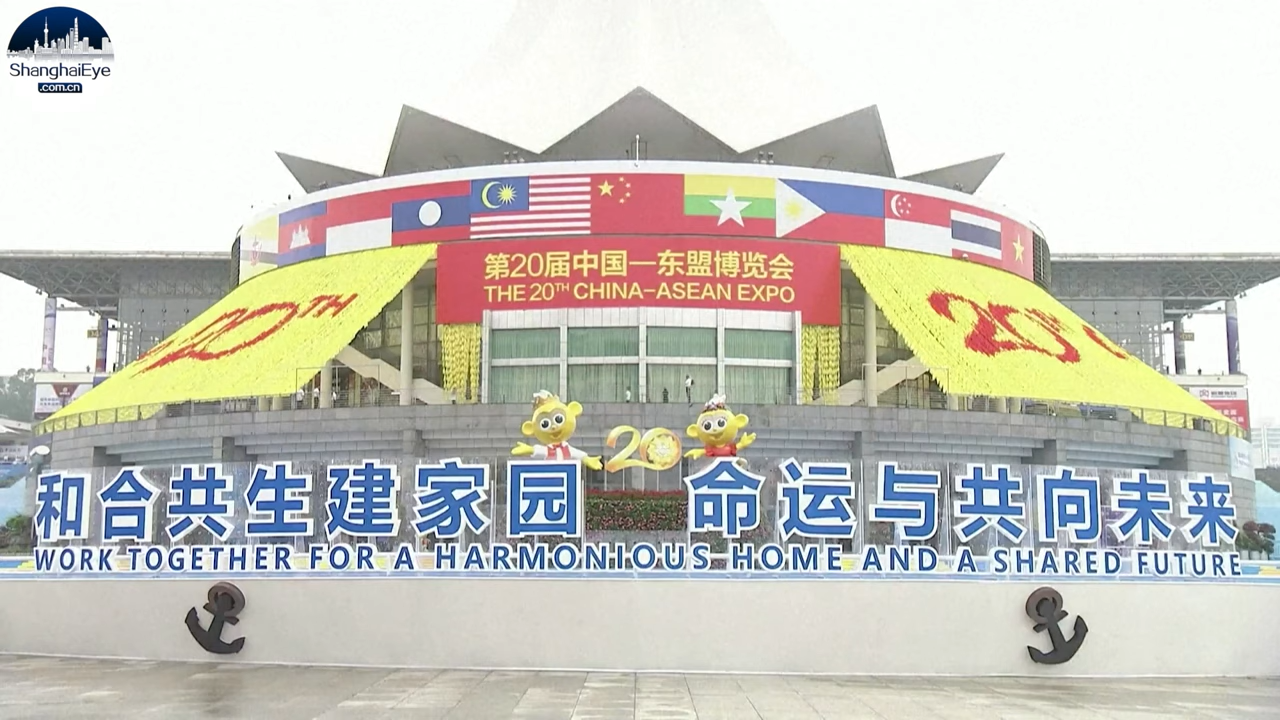 ShanghaiEye
.com.cn
第20届中国—东盟博览会
THE 20TH CHINA-ASEAN EXPO
20TH
20
和合共生建家园 命运与共向未来
WORK TOGETHER FOR A HARMONIOUS HOME AND A SHARED FUTURE